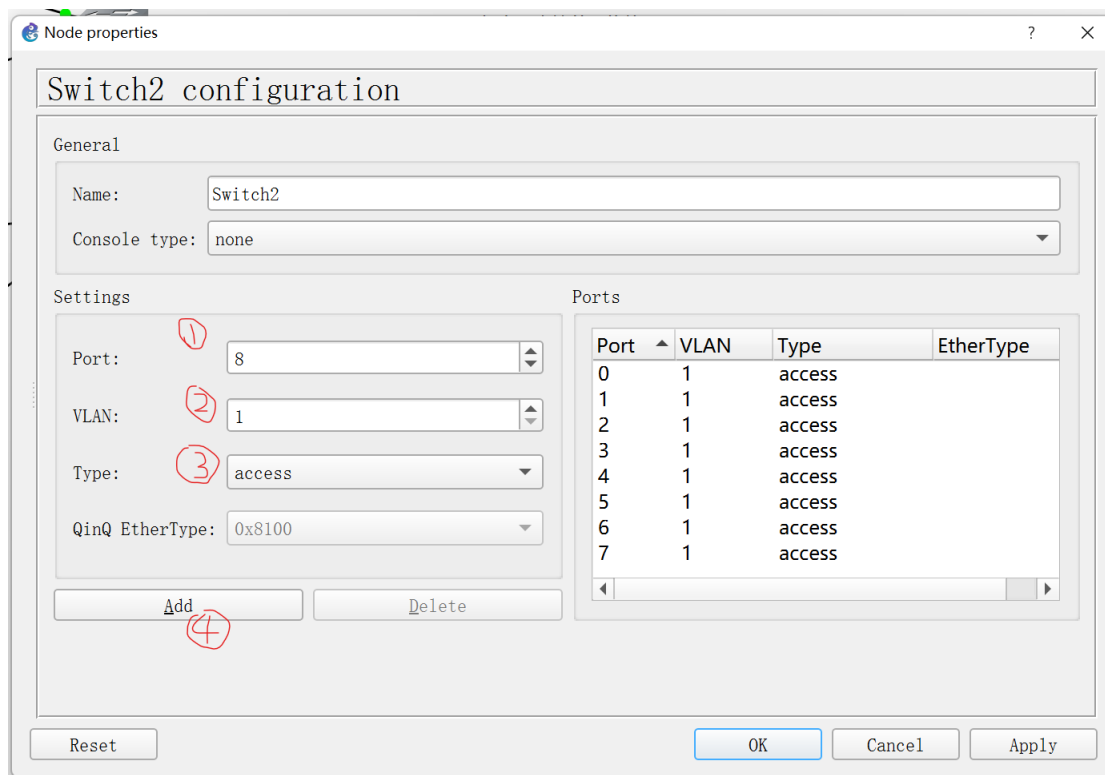 Node properties
Switch2 configuration
General
Name: Switch2
Console type: none
Settings
①
Port: 8
②
VLAN: 1
③
Type: access
QinQ EtherType: 0x8100
Add Delete
④
Ports
Port VLAN Type EtherType
0 1 access
1 1 access
2 1 access
3 1 access
4 1 access
5 1 access
6 1 access
7 1 access
Reset OK Cancel Apply